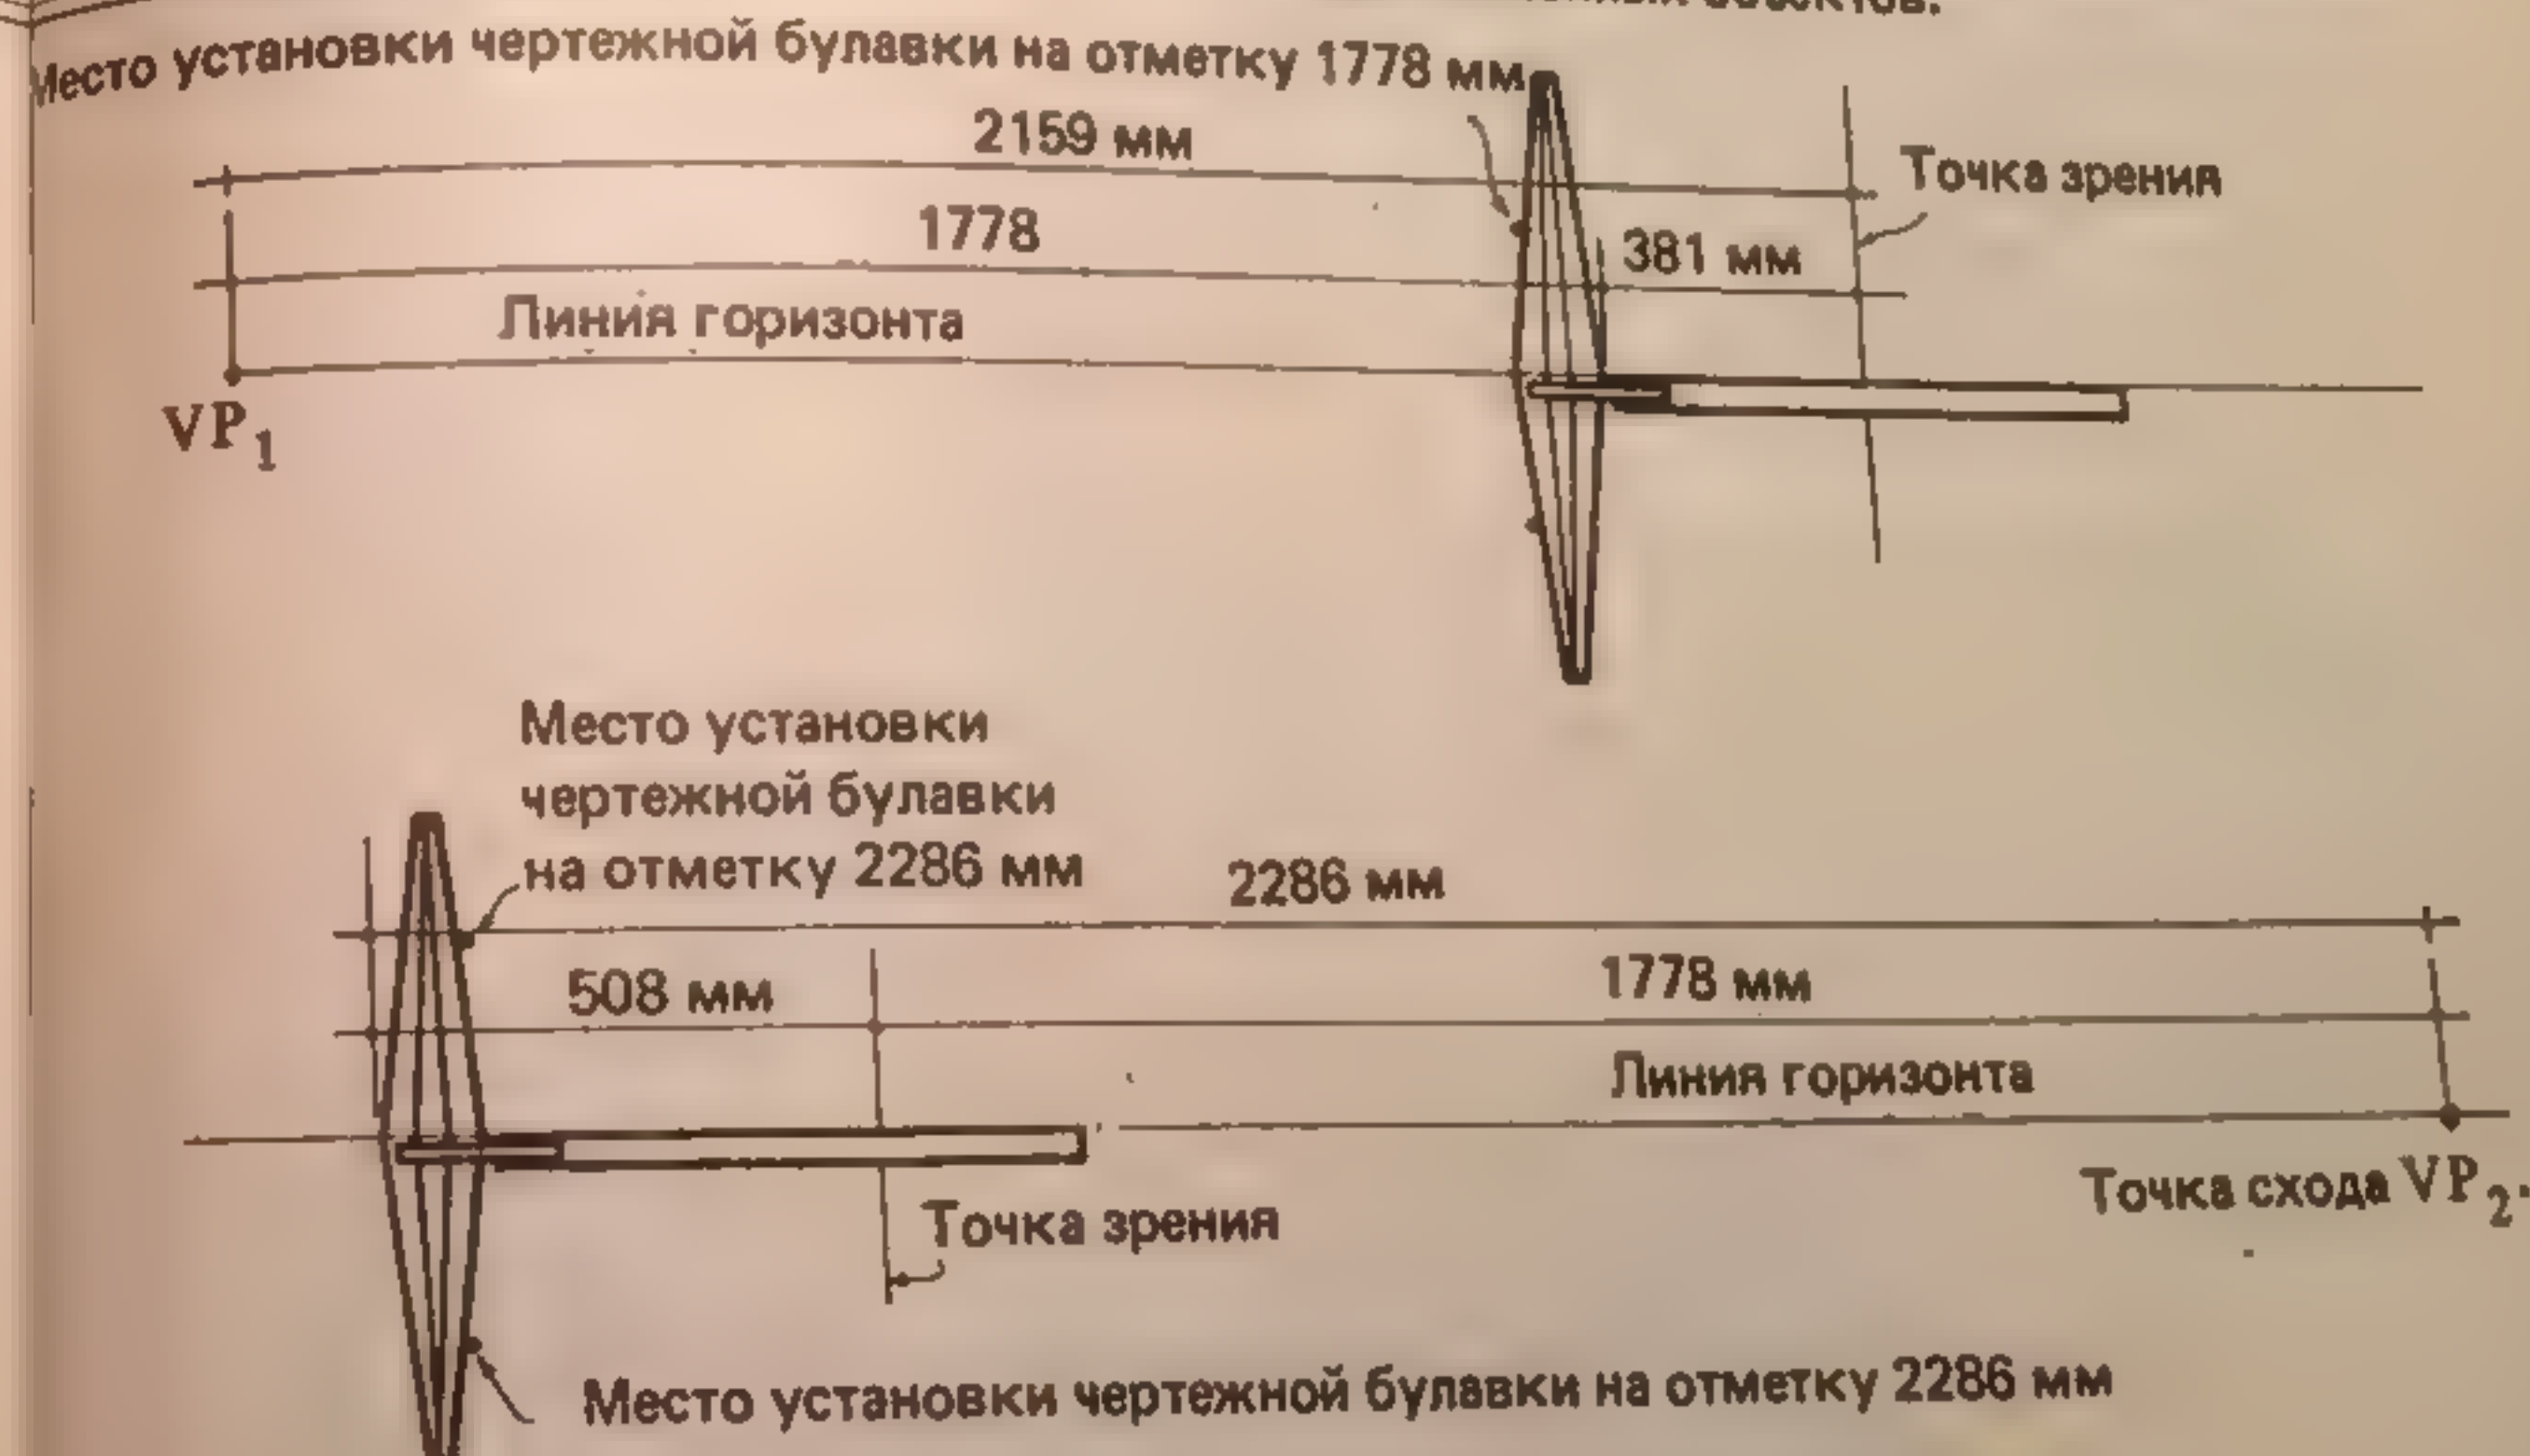 объектов.
Место установки чертежной булавки на отметку 1778 мм
2159 мм
Точка зрения
1778
381 мм
Линия горизонта
VP1
Место установки
чертежной булавки
на отметку 2286 мм
2286 мм
508 мм
1778 мм
Линия горизонта
Точка схода VP2.
Точка зрения
Место установки чертежной булавки на отметку 2286 мм